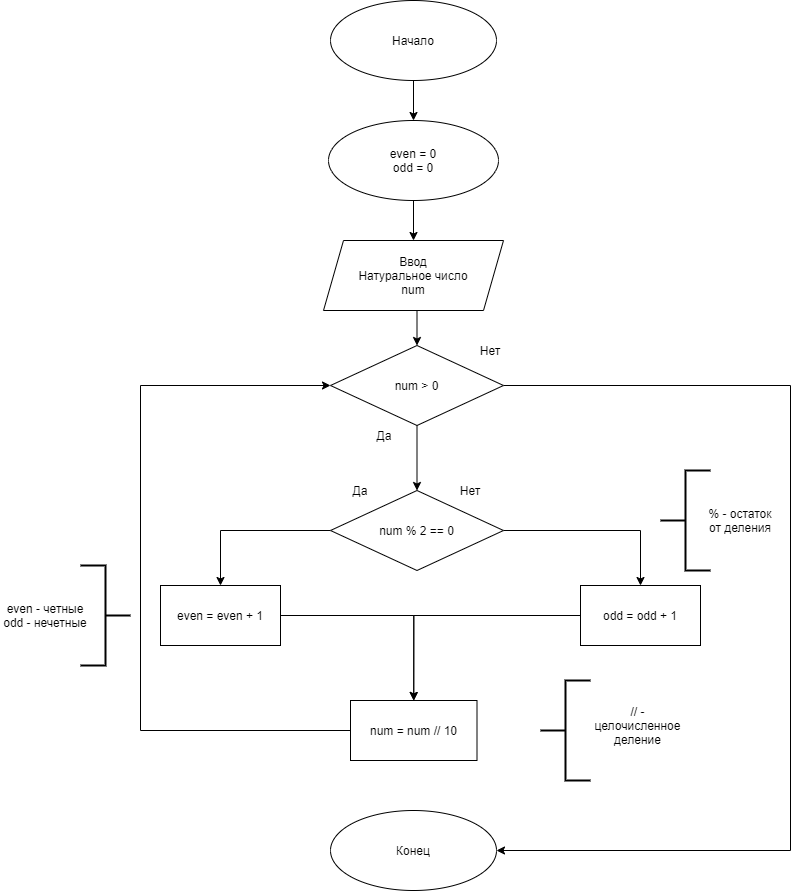 Начало
even = 0
odd = 0
Ввод
Натуральное число
num
Нет
num > 0
Да
Да
Нет
num % 2 == 0
% - остаток
от деления
even - четные
odd - нечетные
even = even + 1
odd = odd + 1
num = num // 10
// -
целочисленное
деление
Конец